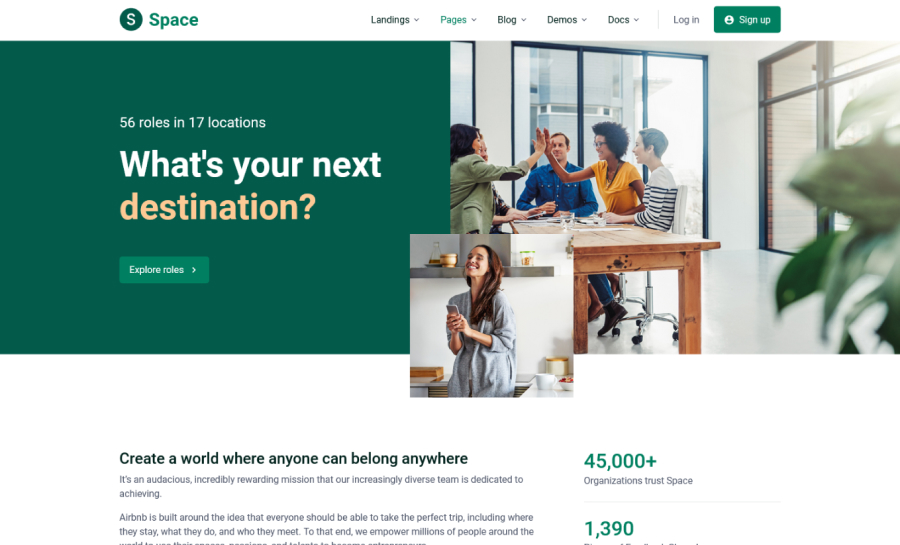 S Space
Landings
Pages
Blog
Demos
Docs
Log in
Sign up
56 roles in 17 locations
What's your next
destination?
Explore roles
Create a world where anyone can belong anywhere
It's an audacious, incredibly rewarding mission that our increasingly diverse team is dedicated to
achieving.
Airbnb is built around the idea that everyone should be able to take the perfect trip, including where
they stay, what they do, and who they meet. To that end, we empower millions of people around the
45,000+
Organizations trust Space
1,390